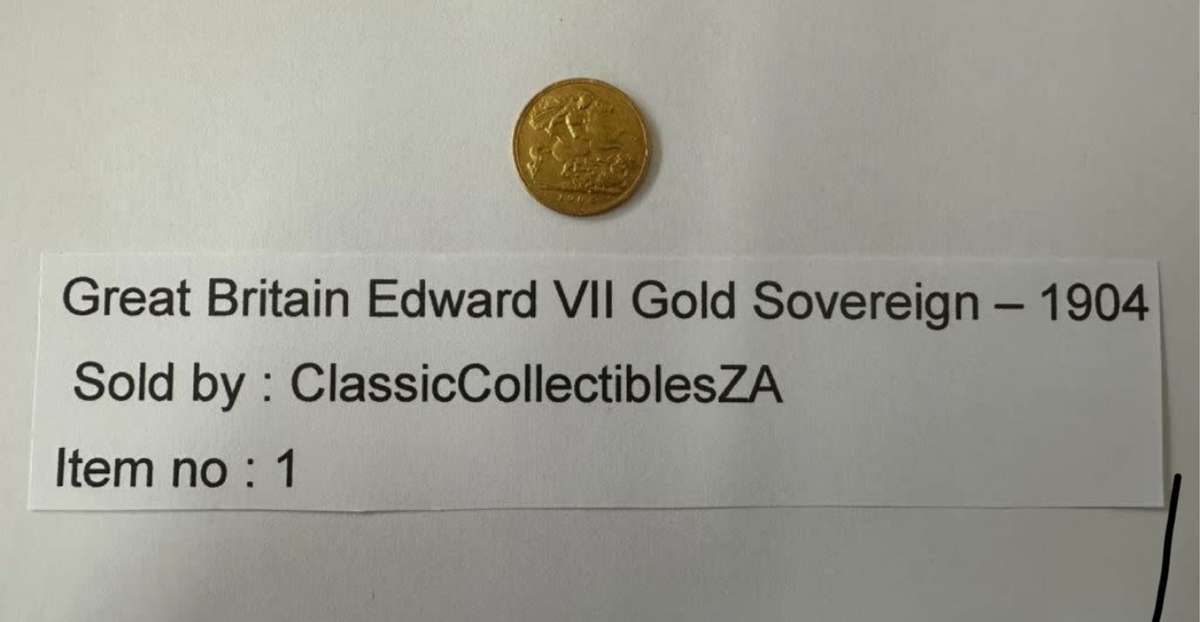 Great Britain Edward VII Gold Sovereign – 1904
Sold by : ClassicCollectiblesZA
Item no : 1